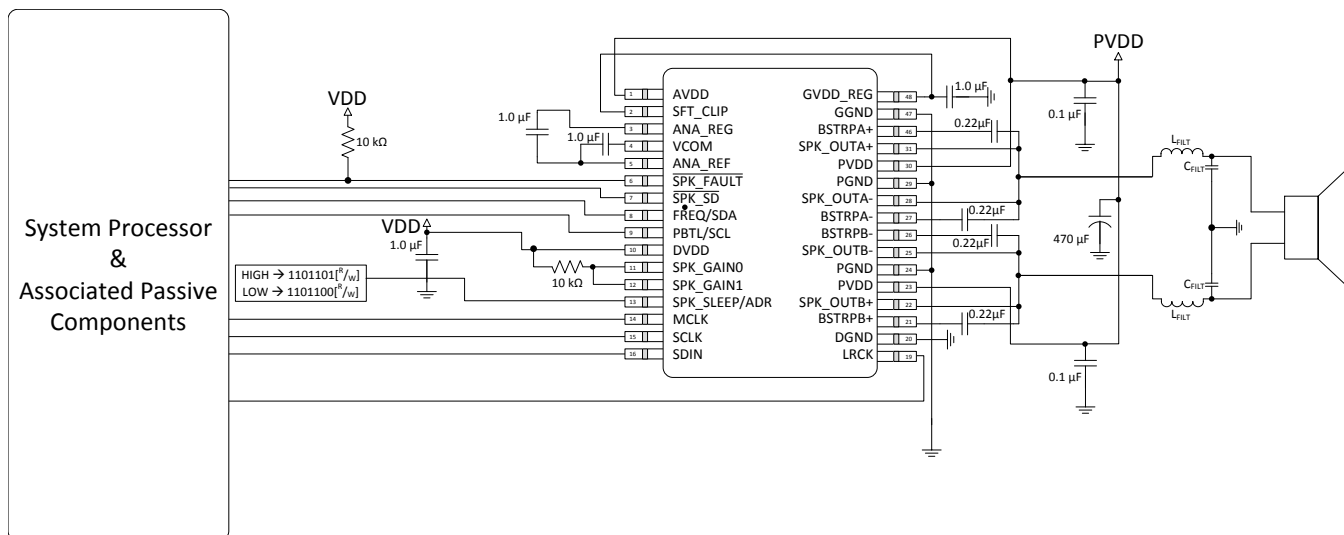 System Processor
&
Associated Passive
Components
VDD
10 kΩ
1.0 µF
1.0 µF
VDD
1.0 µF
10 kΩ
HIGH → 1101101[R/W]
LOW → 1101100[R/W]
1 AVDD
2 SFT_CLIP
3 ANA_REG
4 VCOM
5 ANA_REF
6 SPK_FAULT
7 SPK_SD
8 FREQ/SDA
9 PBTL/SCL
10 DVDD
11 SPK_GAIN0
12 SPK_GAIN1
13 SPK_SLEEP/ADR
14 MCLK
15 SCLK
16 SDIN
GVDD_REG 48
GGND 47
BSTRPA+ 46
SPK_OUTA+ 31
PVDD 30
PGND 29
SPK_OUTA- 28
BSTRPA- 27
BSTRPB- 26
SPK_OUTB- 25
PGND 24
PVDD 23
SPK_OUTB+ 22
BSTRPB+ 21
DGND 20
LRCK 19
1.0 µF
0.22µF
0.22µF
0.22µF
0.22µF
PVDD
0.1 µF
470 µF
0.1 µF
LFILT
CFILT
CFILT
LFILT